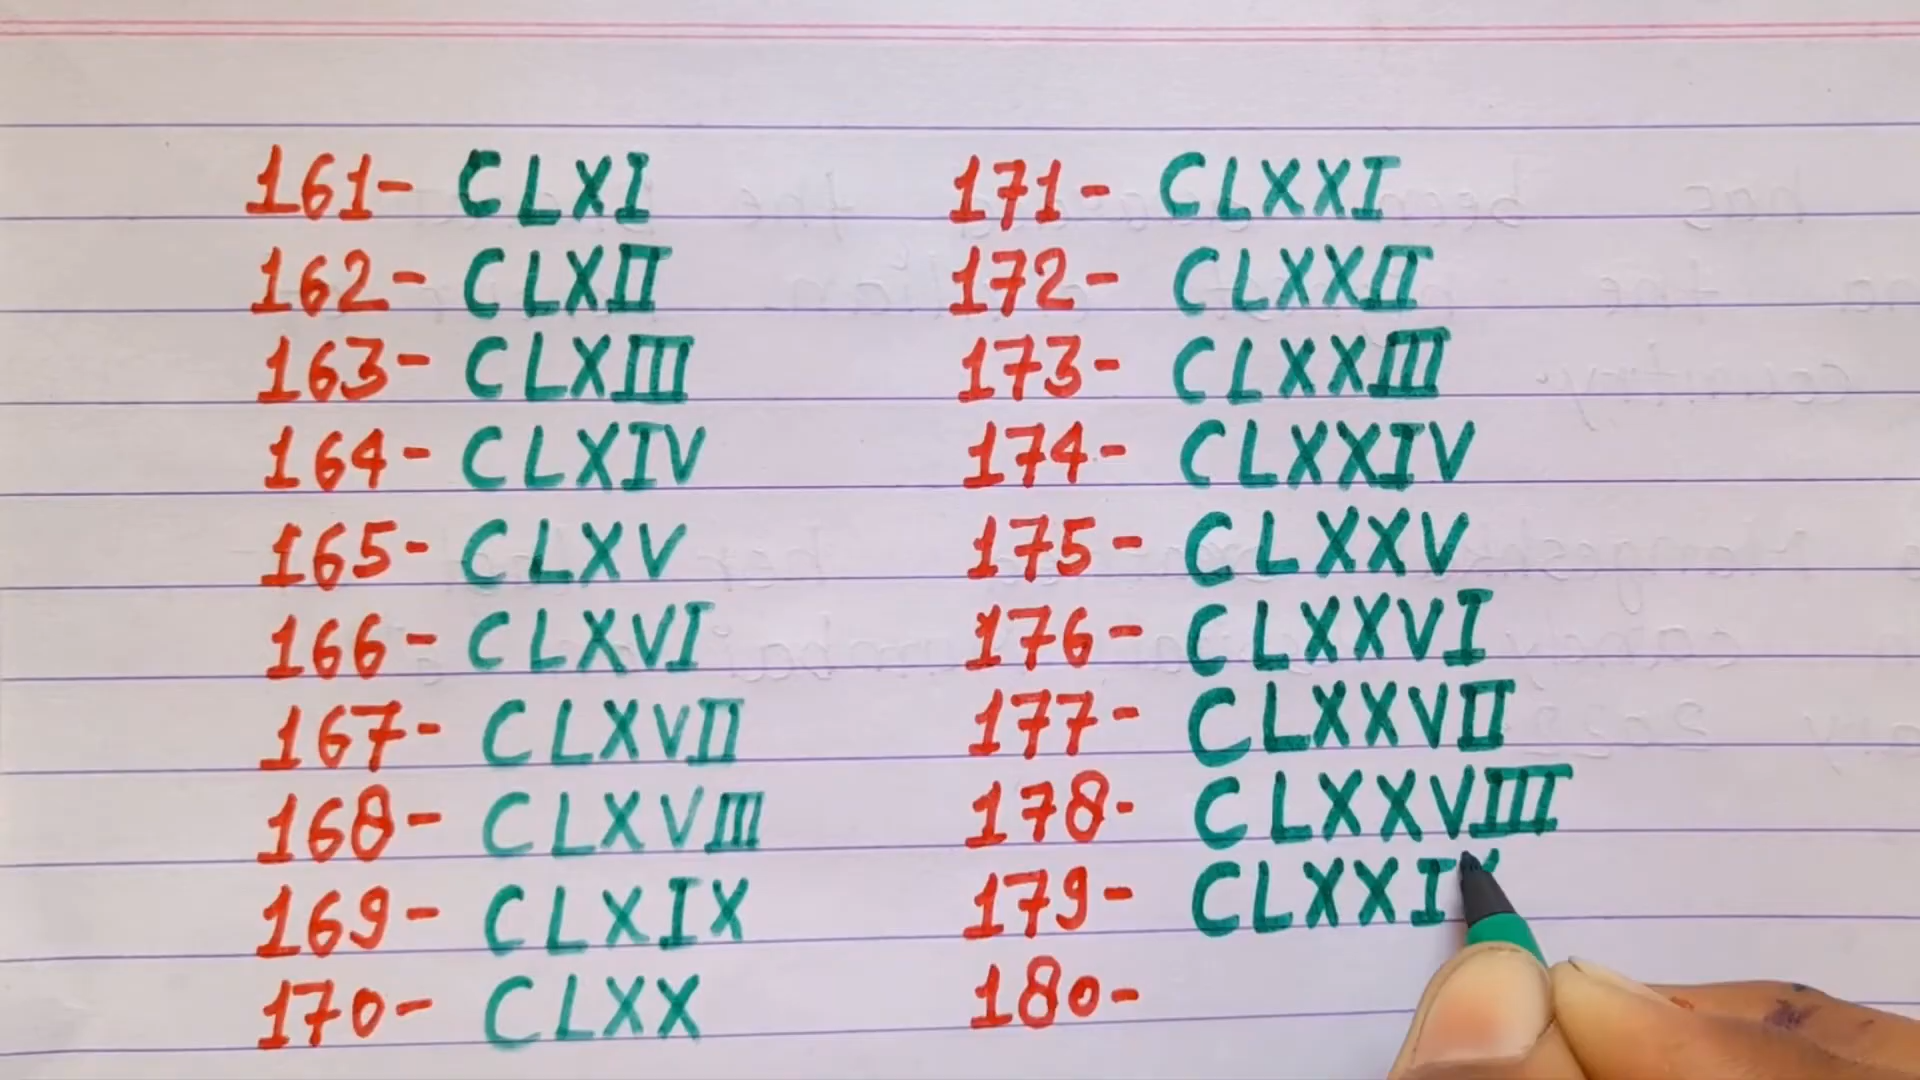 161- CLXI
162- CLXII
163- CLXIII
164- CLXIV
165- CLXV
166- CLXVI
167- CLXVII
168- CLXVIII
169- CLXIX
170- CLXX
171- CLXXI
172- CLXXII
173- CLXXIII
174- CLXXIV
175- CLXXV
176- CLXXVI
177- CLXXVII
178- CLXXVIII
179- CLXXIX
180-